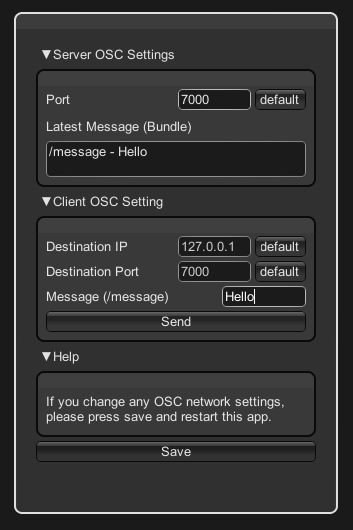 ▼Server OSC Settings
Port 7000 default
Latest Message (Bundle)
/message - Hello
▼Client OSC Setting
Destination IP 127.0.0.1 default
Destination Port 7000 default
Message (/message) Hello
Send
▼Help
If you change any OSC network settings,
please press save and restart this app.
Save